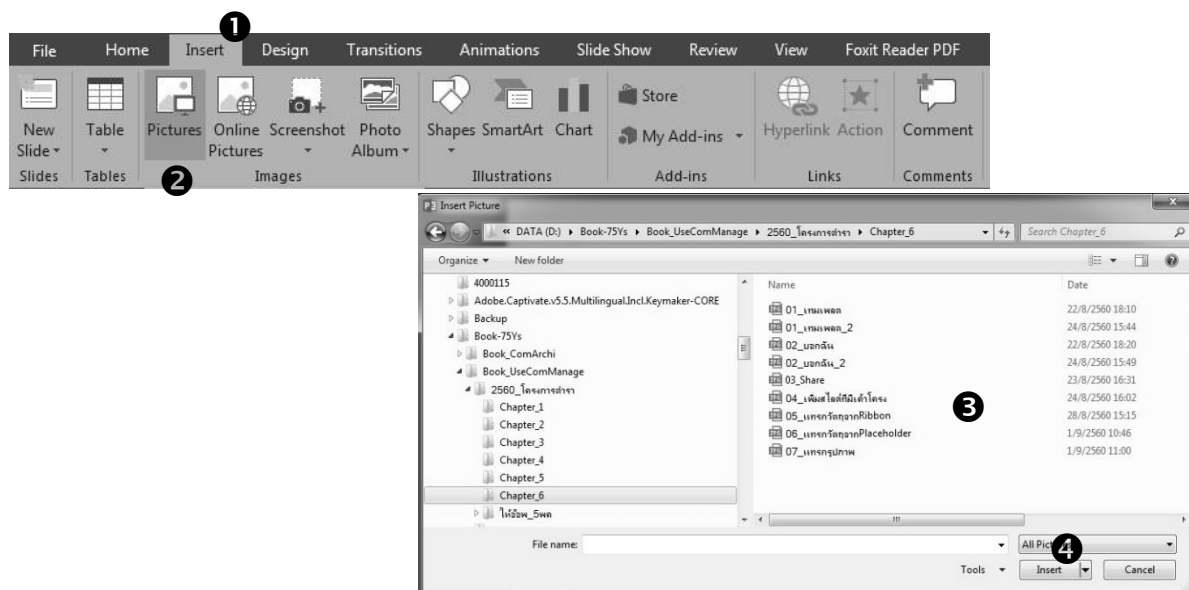 ❶
File Home Insert Design Transitions Animations Slide Show Review View Foxit Reader PDF
New Slide Table Pictures Online Pictures Screenshot Photo Album Shapes SmartArt Chart Store My Add-ins Hyperlink Action Comment
❷
Slides Tables Images Illustrations Add-ins Links Comments
Insert Picture
« DATA (D:) Book-75Ys Book_UseComManage 2560_โครงการตำรา Chapter_6 Search Chapter_6
Organize New folder
4000115
Adobe.Captivate.v5.5.Multilingual.Incl.Keymaker-CORE
Backup
Book-75Ys
Book_ComArchi
Book_UseComManage
2560_โครงการตำรา
Chapter_1
Chapter_2
Chapter_3
Chapter_4
Chapter_5
Chapter_6
Name Date
01_เทมเพลต 22/8/2560 18:10
01_เทมเพลต_2 24/8/2560 15:44
02_บอกฉัน 22/8/2560 18:20
02_บอกฉัน_2 24/8/2560 15:49
03_Share 23/8/2560 16:31
04_เพิ่มสไลด์ที่มีเค้าโครง 24/8/2560 16:02
05_แทรกวัตถุจากRibbon 28/8/2560 15:15
06_แทรกวัตถุจากPlaceholder 1/9/2560 10:46
07_แทรกรูปภาพ 1/9/2560 11:00
❸
File name: All Pictures
❹
Tools Insert Cancel